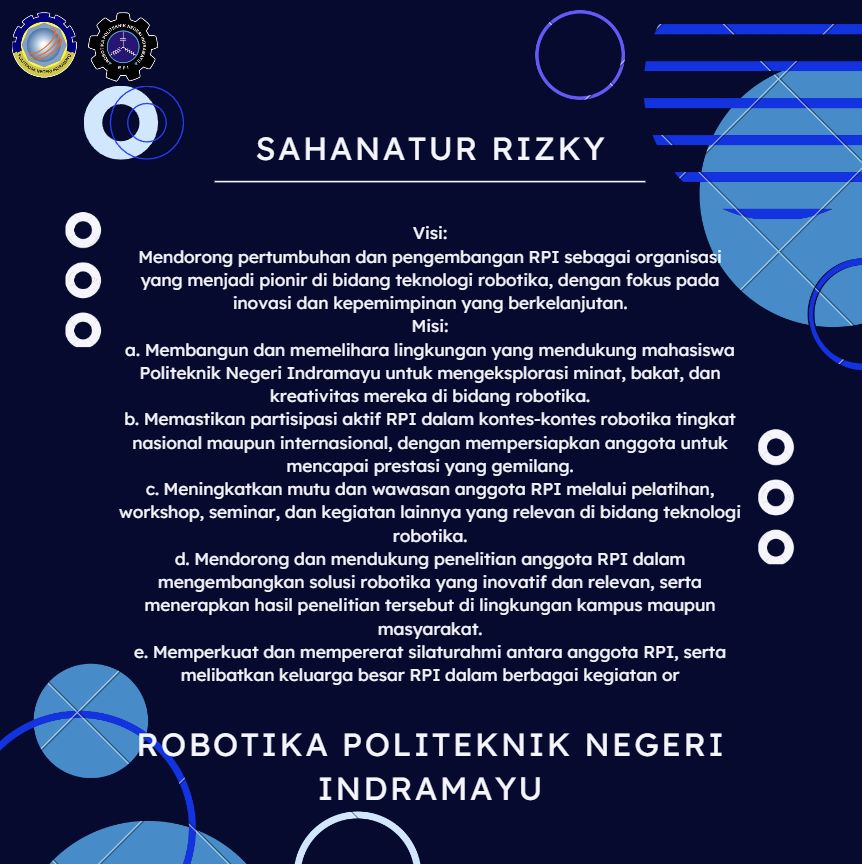 SAHANATUR RIZKY
Visi:
Mendorong pertumbuhan dan pengembangan RPI sebagai organisasi
yang menjadi pionir di bidang teknologi robotika, dengan fokus pada
inovasi dan kepemimpinan yang berkelanjutan.
Misi:
a. Membangun dan memelihara lingkungan yang mendukung mahasiswa
Politeknik Negeri Indramayu untuk mengeksplorasi minat, bakat, dan
kreativitas mereka di bidang robotika.
b. Memastikan partisipasi aktif RPI dalam kontes-kontes robotika tingkat
nasional maupun internasional, dengan mempersiapkan anggota untuk
mencapai prestasi yang gemilang.
c. Meningkatkan mutu dan wawasan anggota RPI melalui pelatihan,
workshop, seminar, dan kegiatan lainnya yang relevan di bidang teknologi
robotika.
d. Mendorong dan mendukung penelitian anggota RPI dalam
mengembangkan solusi robotika yang inovatif dan relevan, serta
menerapkan hasil penelitian tersebut di lingkungan kampus maupun
masyarakat.
e. Memperkuat dan mempererat silaturahmi antara anggota RPI, serta
melibatkan keluarga besar RPI dalam berbagai kegiatan or
ROBOTIKA POLITEKNIK NEGERI
INDRAMAYU